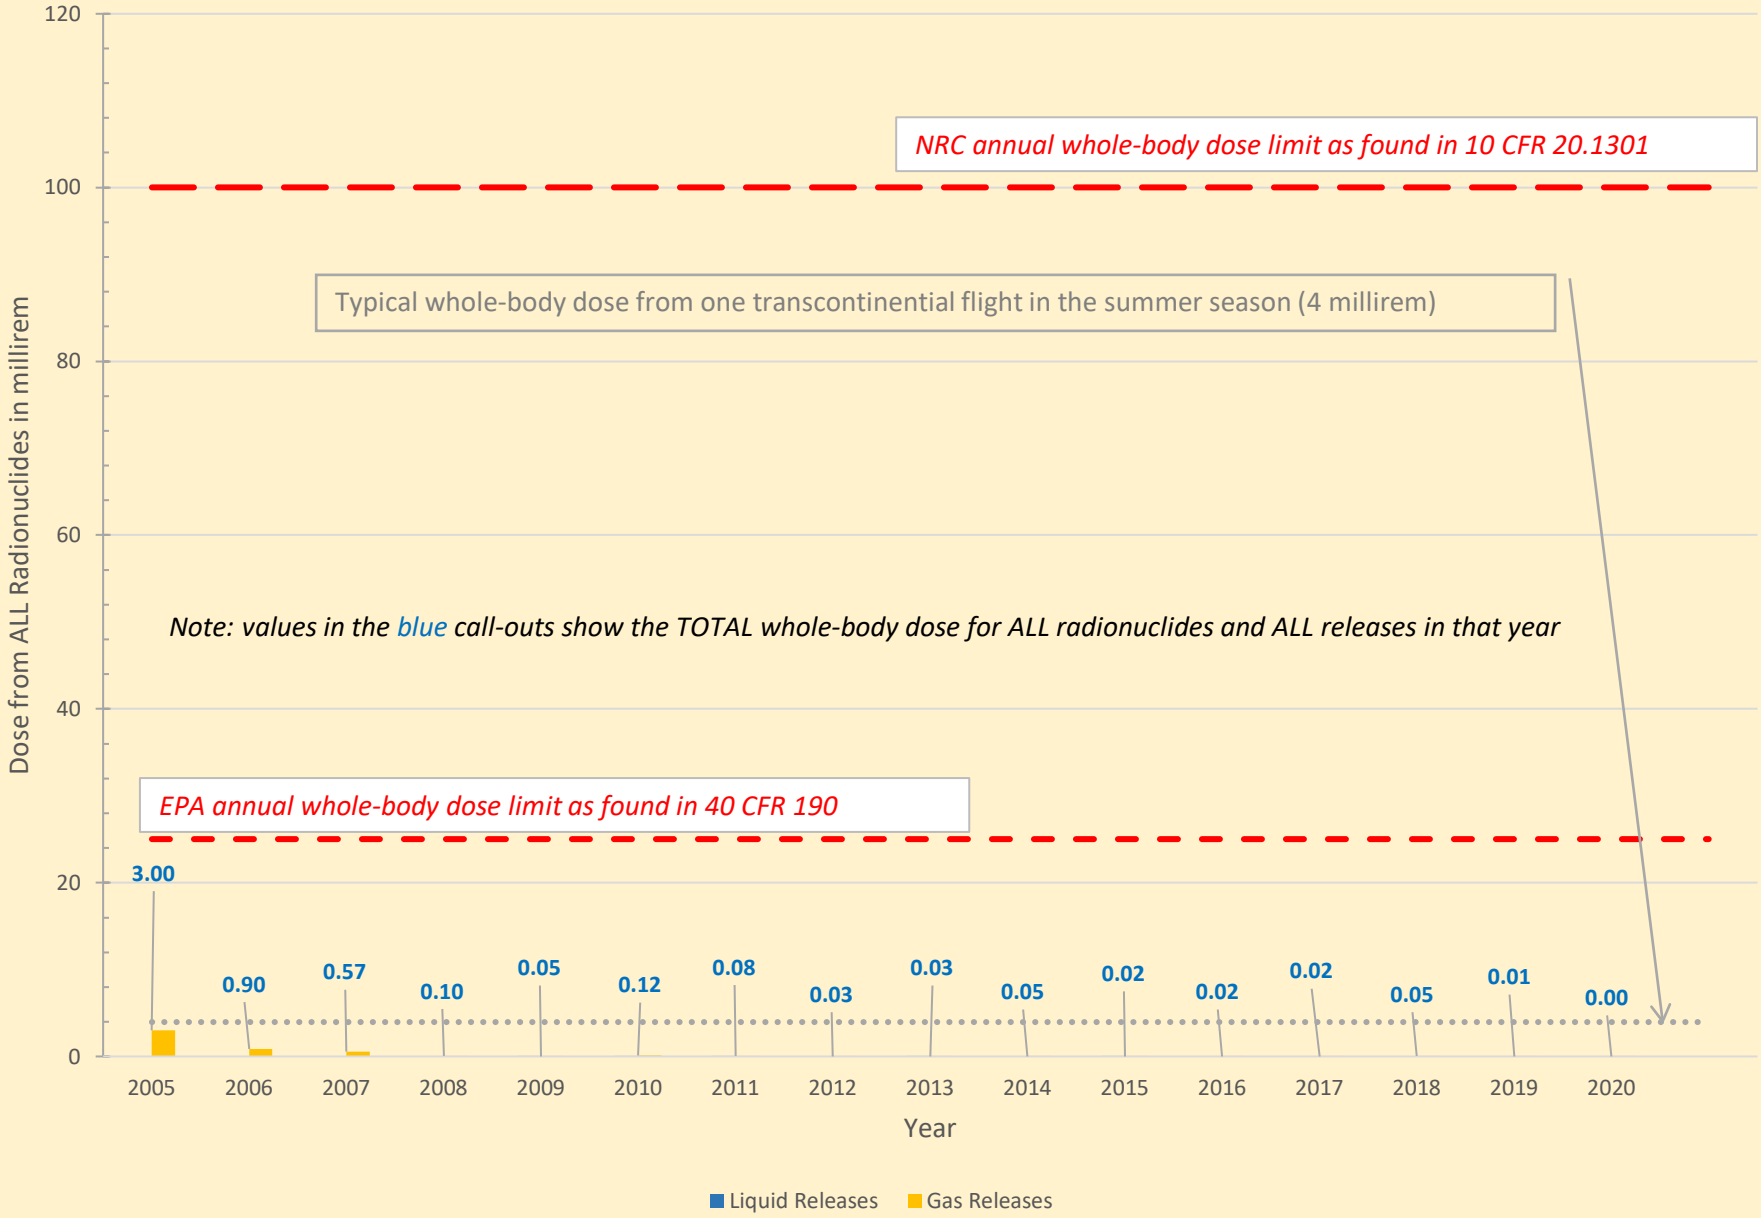 120
NRC annual whole-body dose limit as found in 10 CFR 20.1301
100
Typical whole-body dose from one transcontinential flight in the summer season (4 millirem)
80
Dose from ALL Radionuclides in millirem
60
Note: values in the blue call-outs show the TOTAL whole-body dose for ALL radionuclides and ALL releases in that year
40
EPA annual whole-body dose limit as found in 40 CFR 190
3.00
20
0.90 0.57 0.10 0.05 0.12 0.08 0.03 0.03 0.05 0.02 0.02 0.02 0.05 0.01 0.00
0
2005 2006 2007 2008 2009 2010 2011 2012 2013 2014 2015 2016 2017 2018 2019 2020
Year
Liquid Releases Gas Releases